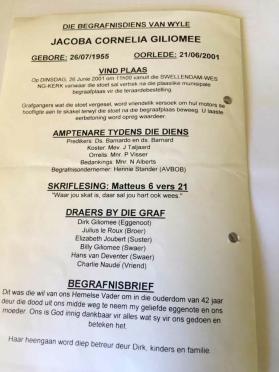 DIE BEGRAFNISDIENS VAN WYLE
JACOBA CORNELIA GILIOMEE
GEBORE: 26/07/1955 OORLEDE: 21/06/2001
VIND PLAAS
Op DINSDAG, 26 Junie 2001 om 11h00 vanuit die SWELLENDAM-WES
NG-KERK vanwaar die stoet sal vertrek na die plaaslike munisipale
begraafplaas vir die teraardebestelling.
Grafgangers wat die stoet vergesel, word vriendelik versoek om hul motors se
hoofligte aan te skakel terwyl die stoet na die begraafplaas beweeg. U laaste
eerbetoning word opreg waardeer.
AMPTENARE TYDENS DIE DIENS
Predikers: Ds. Barnardo en ds. Barnard
Koster: Mev. J Taljaard
Orrelis: Mnr. P Visser
Bedankings: Mnr. N Alberts
Begrafnisondernemer: Hennie Stander (AVBOB)
SKRIFLESING: Matteus 6 vers 21
"Waar jou skat is, daar sal jou hart ook wees."
DRAERS BY DIE GRAF
Dirk Giliomee (Eggenoot)
Julius le Roux (Broer)
Elizabeth Joubert (Suster)
Billy Giliomee (Swaer)
Hans van Deventer (Swaer)
Charlie Naudé (Vriend)
BEGRAFNISBRIEF
Dit was die wil van ons Hemelse Vader om in die ouderdom van 42 jaar
deur die dood uit ons midde weg te neem my geliefde eggenote en ons
moeder. Ons is God innig dankbaar vir alles wat sy vir ons gedoen en
beteken het.
Haar heengaan word diep betreur deur Dirk, kinders en familie.